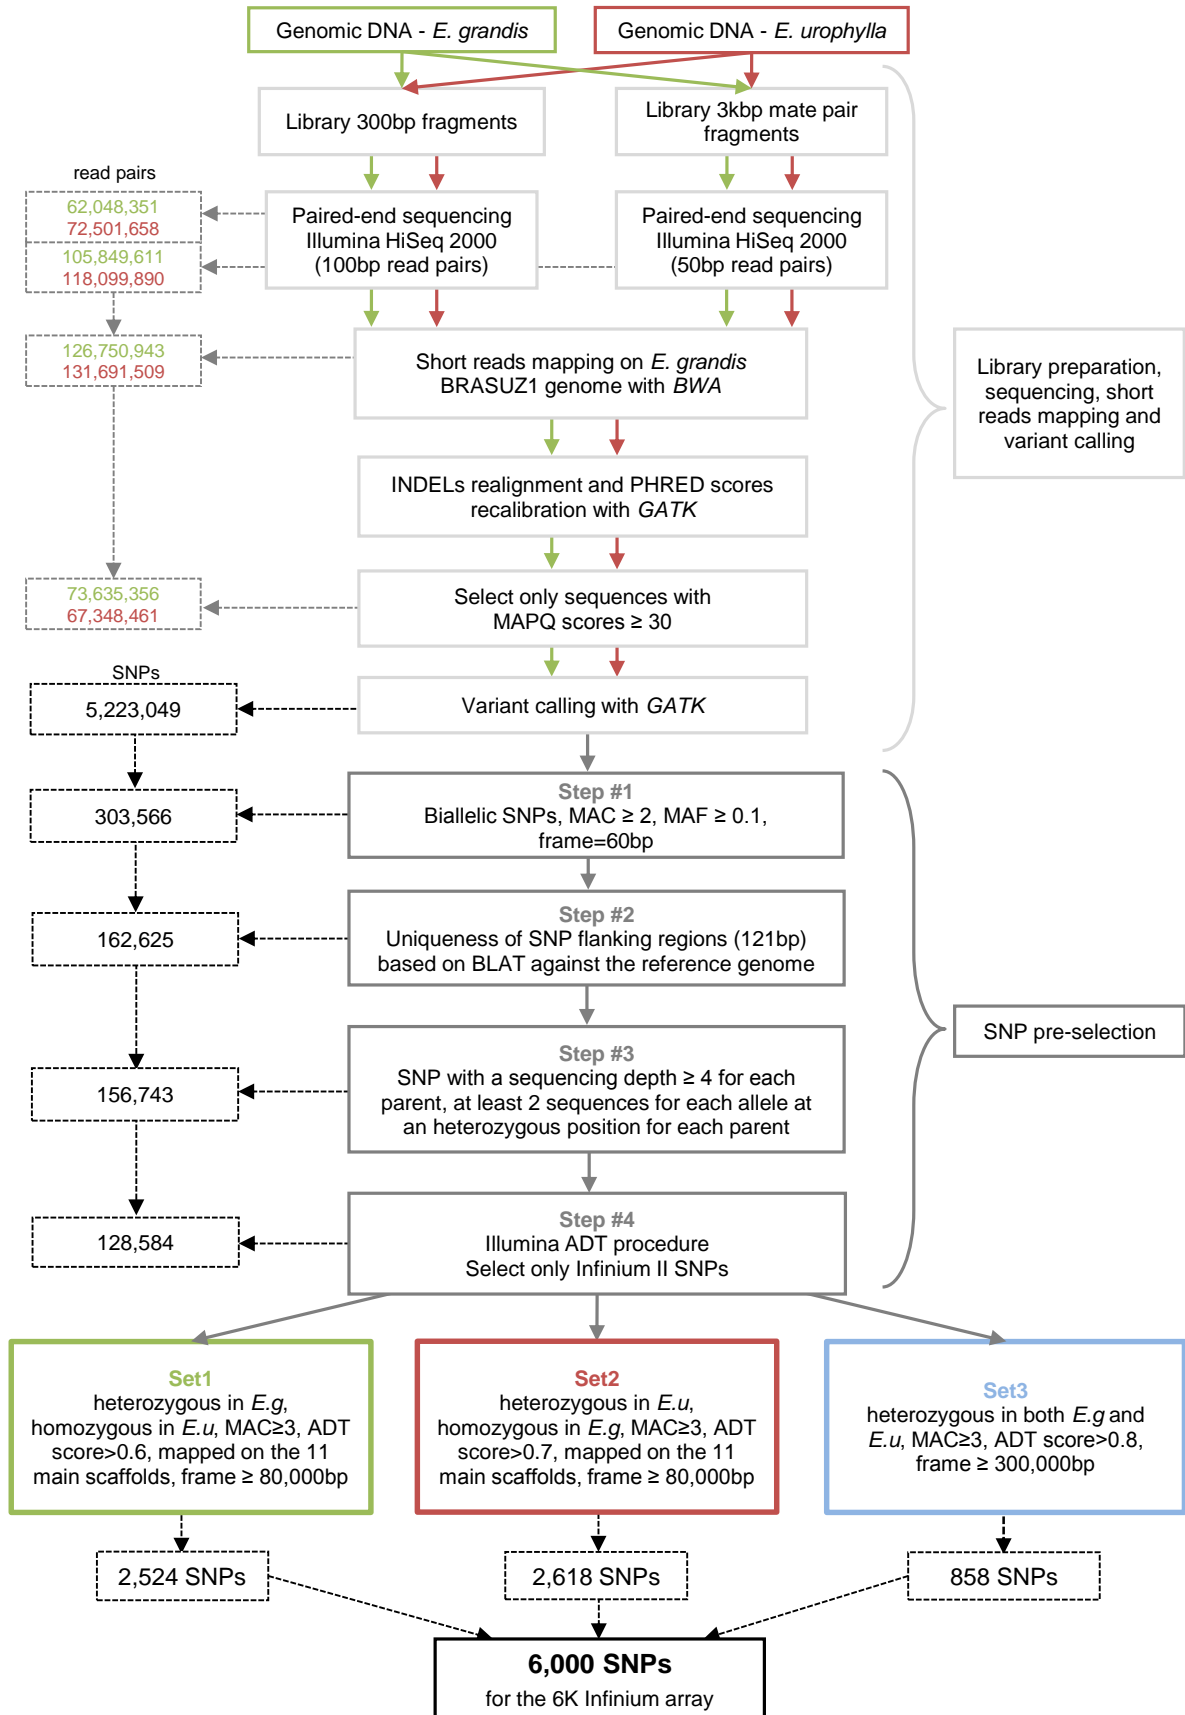 Genomic DNA - E. grandis
Genomic DNA - E. urophylla
Library 300bp fragments
Library 3kbp mate pair
fragments
read pairs
62,048,351
72,501,658
105,849,611
118,099,890
Paired-end sequencing
Illumina HiSeq 2000
(100bp read pairs)
Paired-end sequencing
Illumina HiSeq 2000
(50bp read pairs)
126,750,943
131,691,509
Short reads mapping on E. grandis
BRASUZ1 genome with BWA
Library preparation,
sequencing, short
reads mapping and
variant calling
INDELs realignment and PHRED scores
recalibration with GATK
73,635,356
67,348,461
Select only sequences with
MAPQ scores ≥ 30
SNPs
5,223,049
Variant calling with GATK
303,566
Step #1
Biallelic SNPs, MAC ≥ 2, MAF ≥ 0.1,
frame=60bp
162,625
Step #2
Uniqueness of SNP flanking regions (121bp)
based on BLAT against the reference genome
SNP pre-selection
156,743
Step #3
SNP with a sequencing depth ≥ 4 for each
parent, at least 2 sequences for each allele at
an heterozygous position for each parent
128,584
Step #4
Illumina ADT procedure
Select only Infinium II SNPs
Set1
heterozygous in E.g,
homozygous in E.u, MAC≥3, ADT
score>0.6, mapped on the 11
main scaffolds, frame ≥ 80,000bp
Set2
heterozygous in E.u,
homozygous in E.g, MAC≥3, ADT
score>0.7, mapped on the 11
main scaffolds, frame ≥ 80,000bp
Set3
heterozygous in both E.g and
E.u, MAC≥3, ADT score>0.8,
frame ≥ 300,000bp
2,524 SNPs
2,618 SNPs
858 SNPs
6,000 SNPs
for the 6K Infinium array